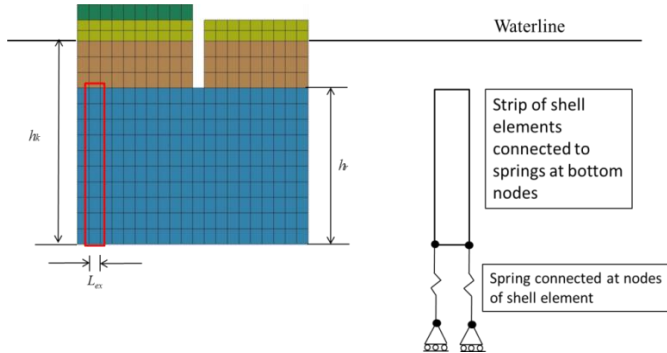 Waterline
hk
hr
Lex
Strip of shell
elements
connected to
springs at bottom
nodes
Spring connected at nodes
of shell element